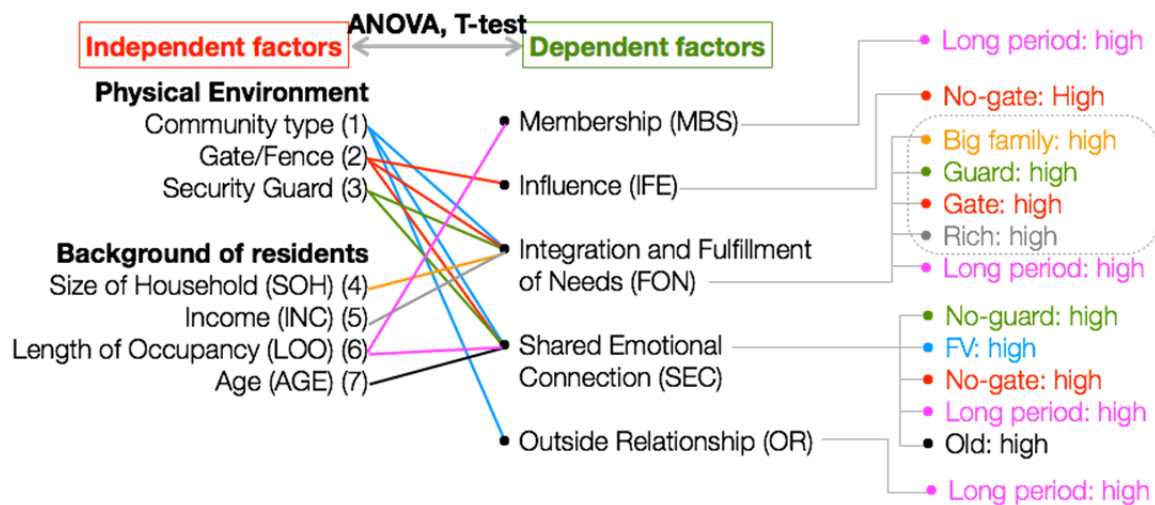 ANOVA, T-test
Independent factors
Dependent factors
Physical Environment
Community type (1)
Gate/Fence (2)
Security Guard (3)
Background of residents
Size of Household (SOH) (4)
Income (INC) (5)
Length of Occupancy (LOO) (6)
Age (AGE) (7)
Membership (MBS)
Influence (IFE)
Integration and Fulfillment
of Needs (FON)
Shared Emotional
Connection (SEC)
Outside Relationship (OR)
Long period: high
No-gate: High
Big family: high
Guard: high
Gate: high
Rich: high
Long period: high
No-guard: high
FV: high
No-gate: high
Long period: high
Old: high
Long period: high